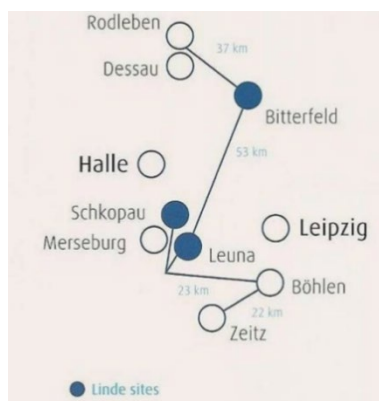 Rodleben
37 km
Dessau
Bitterfeld
Halle
53 km
Schkopau
Leipzig
Merseburg
Leuna
23 km
Böhlen
22 km
Zeitz
Linde sites